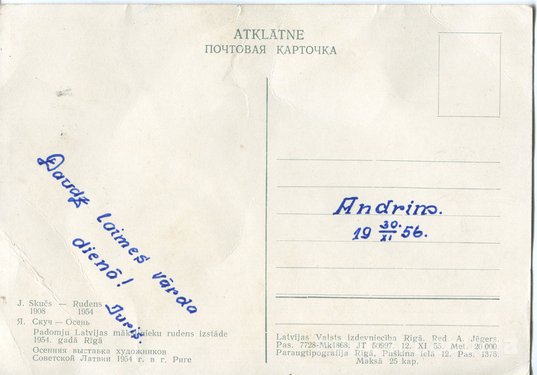 ATKLĀTNE
ПОЧТОВАЯ КАРТОЧКА
Daudz laimes vārda
dienā!
Juris.
Andrim.
19 30/XI 56.
J. Skučs — Rudens
1908 1954
Я. Скуч — Осень
Padomju Latvijas mākslinieku rudens izstāde
1954. gadā Rīgā
Осенняя выставка художников
Советской Латвии 1954 г. в г. Риге
Latvijas Valsts izdevniecība Rīgā. Red A. Jēgers.
Pas. 7728-Mk1868. JT 50697. 12. XI 55. Met. 20.000
Paraugtipogrāfija Rīgā, Puškina ielā 12. Pas. 1378.
Maksā 25 kap.